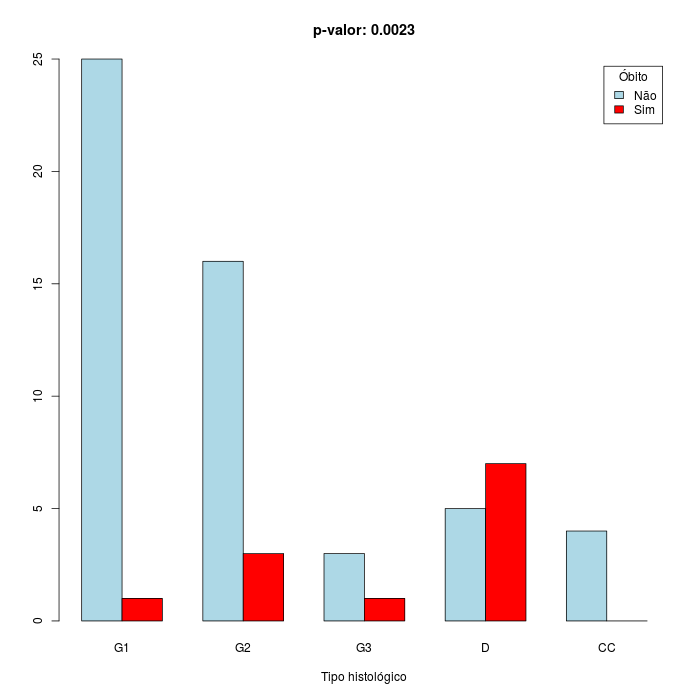 p-valor: 0.0023
Óbito
Não
Sim
25
20
15
10
5
0
G1 G2 G3 D CC
Tipo histológico